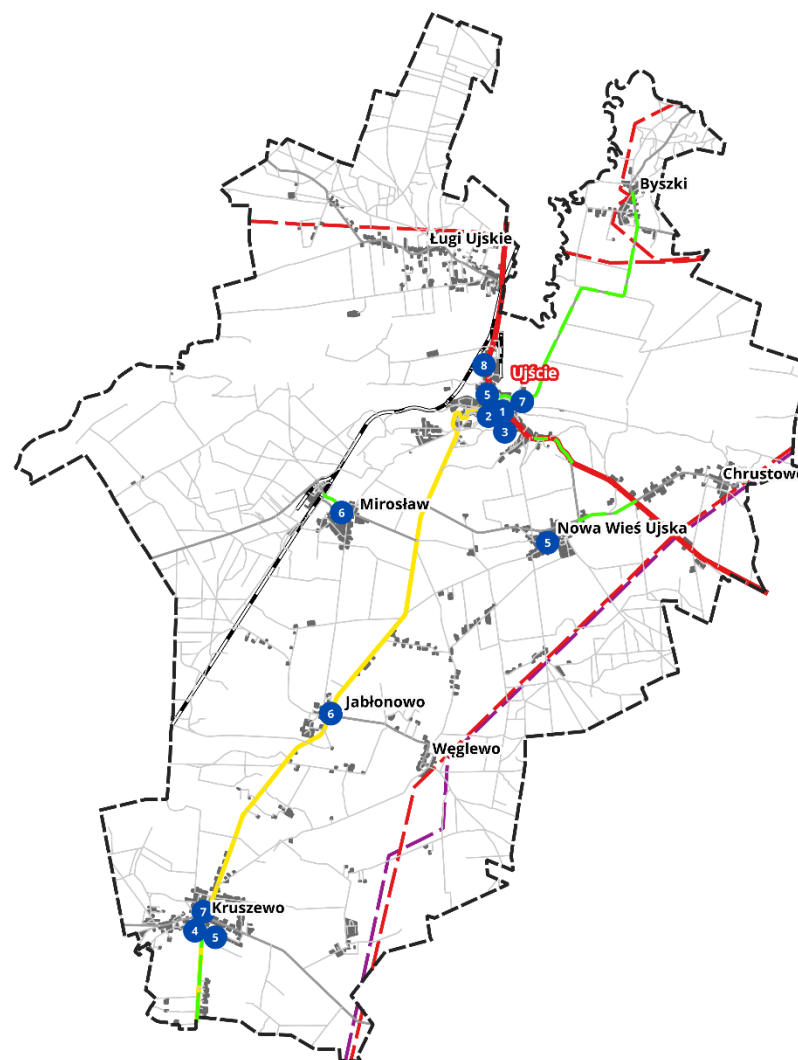 Byszki
Ługi Ujskie
8
Ujście
5
7
1
2
3
Chrustowo
Mirosław
6
Nowa Wieś Ujska
5
Jabłonowo
6
Węglewo
7
Kruszewo
4
5